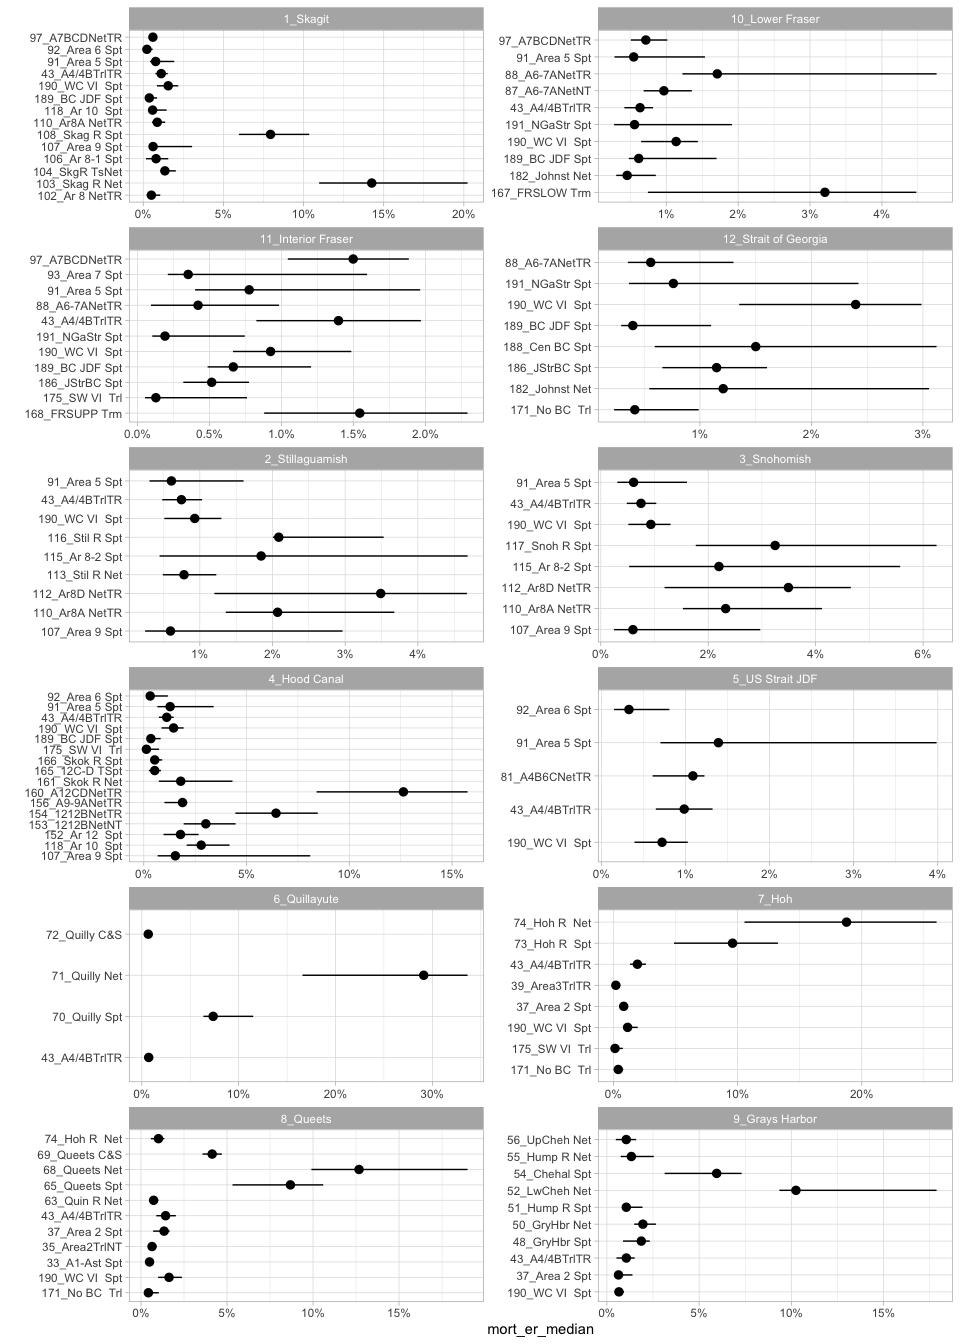 1_Skagit
97_A7BCDNetTR
92_Area 6 Spt
91_Area 5 Spt
43_A4/4BTrlTR
190_WC VI  Spt
189_BC JDF Spt
118_Ar 10  Spt
110_Ar8A NetTR
108_Skag R Spt
107_Area 9 Spt
106_Ar 8-1 Spt
104_SkgR TsNet
103_Skag R Net
102_Ar 8 NetTR
0% 5% 10% 15% 20%
10_Lower Fraser
97_A7BCDNetTR
91_Area 5 Spt
88_A6-7ANetTR
87_A6-7ANetNT
43_A4/4BTrlTR
191_NGaStr Spt
190_WC VI  Spt
189_BC JDF Spt
182_Johnst Net
167_FRSLOW Trm
1% 2% 3% 4%
11_Interior Fraser
97_A7BCDNetTR
93_Area 7 Spt
91_Area 5 Spt
88_A6-7ANetTR
43_A4/4BTrlTR
191_NGaStr Spt
190_WC VI  Spt
189_BC JDF Spt
186_JStrBC Spt
175_SW VI  Trl
168_FRSUPP Trm
0.0% 0.5% 1.0% 1.5% 2.0%
12_Strait of Georgia
88_A6-7ANetTR
191_NGaStr Spt
190_WC VI  Spt
189_BC JDF Spt
188_Cen BC Spt
186_JStrBC Spt
182_Johnst Net
171_No BC  Trl
1% 2% 3%
2_Stillaguamish
91_Area 5 Spt
43_A4/4BTrlTR
190_WC VI  Spt
116_Stil R Spt
115_Ar 8-2 Spt
113_Stil R Net
112_Ar8D NetTR
110_Ar8A NetTR
107_Area 9 Spt
1% 2% 3% 4%
3_Snohomish
91_Area 5 Spt
43_A4/4BTrlTR
190_WC VI  Spt
117_Snoh R Spt
115_Ar 8-2 Spt
112_Ar8D NetTR
110_Ar8A NetTR
107_Area 9 Spt
0% 2% 4% 6%
4_Hood Canal
92_Area 6 Spt
91_Area 5 Spt
43_A4/4BTrlTR
190_WC VI  Spt
189_BC JDF Spt
175_SW VI  Trl
166_Skok R Spt
165_12C-D TSpt
161_Skok R Net
160_A12CDNetTR
156_A9-9ANetTR
154_1212BNetTR
153_1212BNetNT
152_Ar 12  Spt
118_Ar 10  Spt
107_Area 9 Spt
0% 5% 10% 15%
5_US Strait JDF
92_Area 6 Spt
91_Area 5 Spt
81_A4B6CNetTR
43_A4/4BTrlTR
190_WC VI  Spt
0% 1% 2% 3% 4%
6_Quillayute
72_Quilly C&S
71_Quilly Net
70_Quilly Spt
43_A4/4BTrlTR
0% 10% 20% 30%
7_Hoh
74_Hoh R  Net
73_Hoh R  Spt
43_A4/4BTrlTR
39_Area3TrlTR
37_Area 2 Spt
190_WC VI  Spt
175_SW VI  Trl
171_No BC  Trl
0% 10% 20%
8_Queets
74_Hoh R  Net
69_Queets C&S
68_Queets Net
65_Queets Spt
63_Quin R Net
43_A4/4BTrlTR
37_Area 2 Spt
35_Area2TrlNT
33_A1-Ast Spt
190_WC VI  Spt
171_No BC  Trl
0% 5% 10% 15%
9_Grays Harbor
56_UpCheh Net
55_Hump R Net
54_Chehal Spt
52_LwCheh Net
51_Hump R Spt
50_GryHbr Net
48_GryHbr Spt
43_A4/4BTrlTR
37_Area 2 Spt
190_WC VI  Spt
0% 5% 10% 15%
mort_er_median